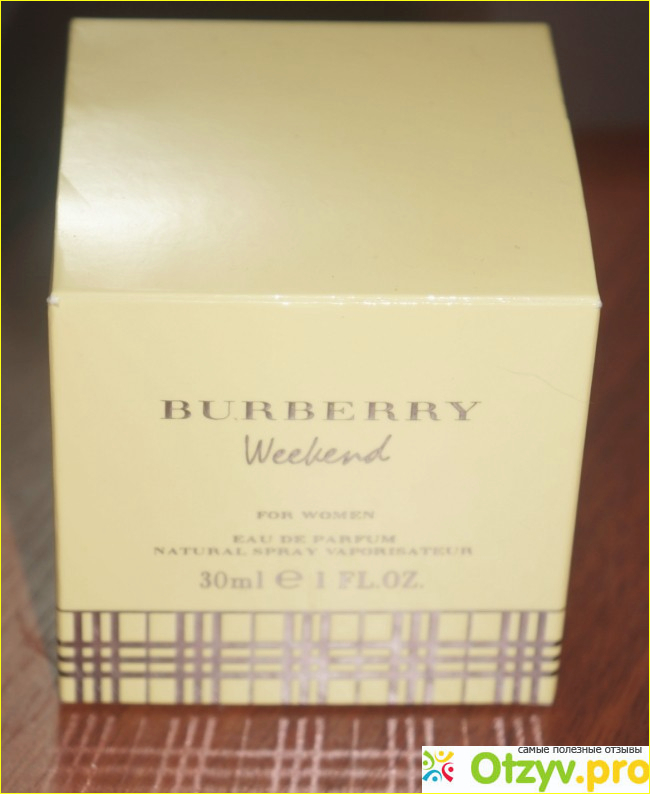 BURBERRY
Weekend
FOR WOMEN
EAU DE PARFUM
NATURAL SPRAY VAPORISATEUR
30ml e 1 FL.OZ.
самые полезные отзывы
Otzyv.pro